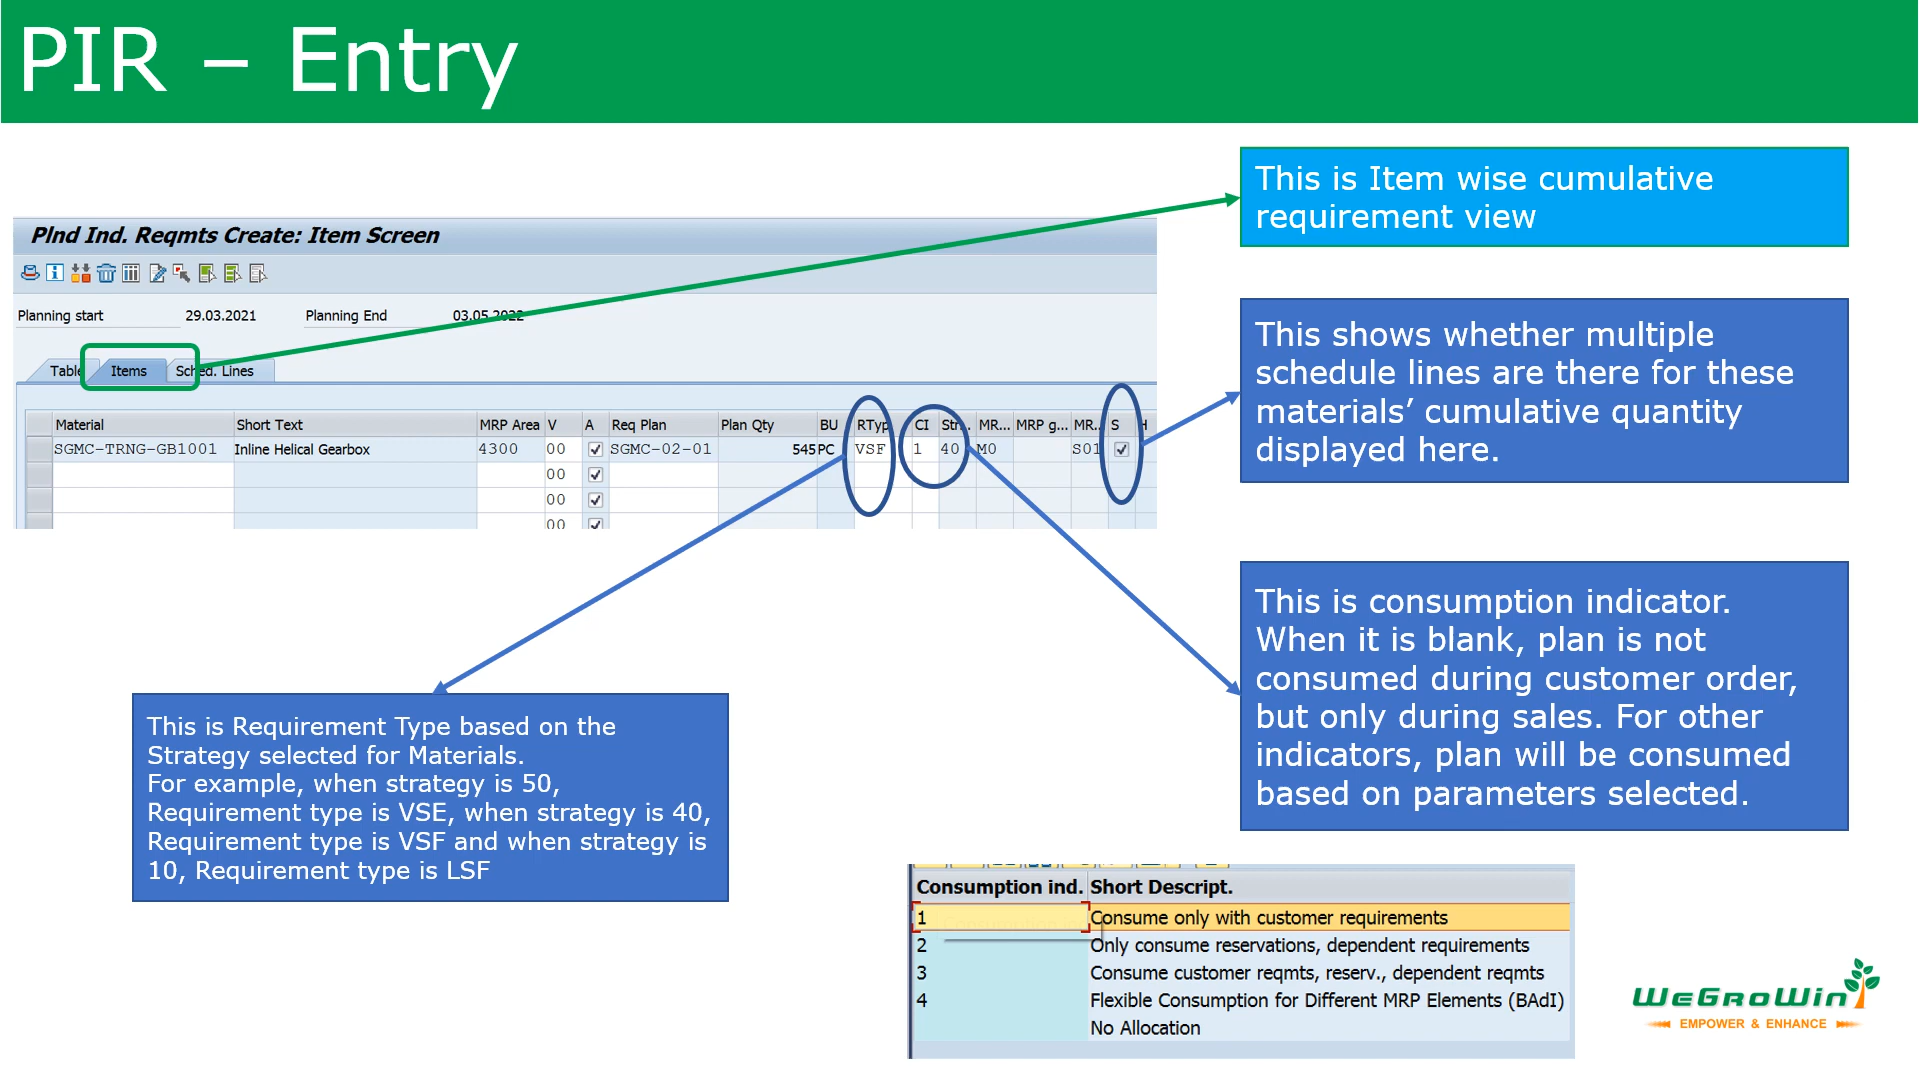 PIR – Entry
This is Item wise cumulative
requirement view
Plnd Ind. Reqmts Create: Item Screen
Planning start 29.03.2021 Planning End 03.05.2022
Table Items Sched. Lines
Material Short Text MRP Area V A Req Plan Plan Qty BU RTyp CI Str.. MR... MRP g... MR.. S H
SGMC-TRNG-GB1001 Inline Helical Gearbox 4300 00 SGMC-02-01 545 PC VSF 1 40 M0 S01
00
00
00
This shows whether multiple
schedule lines are there for these
materials’ cumulative quantity
displayed here.
This is consumption indicator.
When it is blank, plan is not
consumed during customer order,
but only during sales. For other
indicators, plan will be consumed
based on parameters selected.
This is Requirement Type based on the
Strategy selected for Materials.
For example, when strategy is 50,
Requirement type is VSE, when strategy is 40,
Requirement type is VSF and when strategy is
10, Requirement type is LSF
Consumption ind. Short Descript.
1 Consume only with customer requirements
2 Only consume reservations, dependent requirements
3 Consume customer reqmts, reserv., dependent reqmts
4 Flexible Consumption for Different MRP Elements (BAdI)
No Allocation
WeGroWin
EMPOWER & ENHANCE